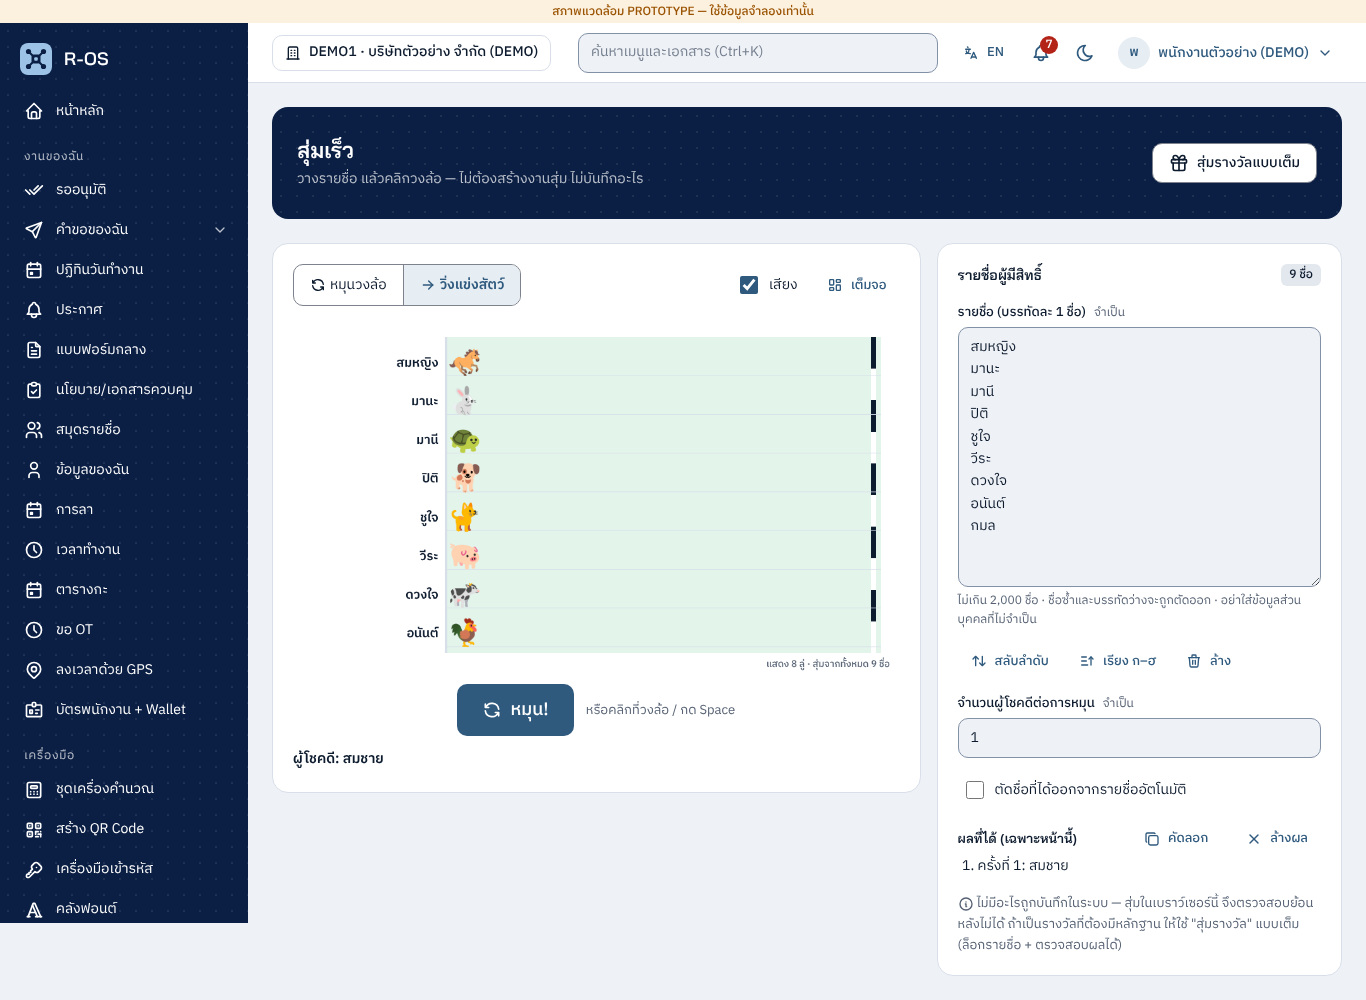 สภาพแวดล้อม PROTOTYPE — ใช้ข้อมูลจำลองเท่านั้น
R-OS
หน้าหลัก
งานของฉัน
รออนุมัติ
คำขอของฉัน
ปฏิทินวันทำงาน
ประกาศ
แบบฟอร์มกลาง
นโยบาย/เอกสารควบคุม
สมุดรายชื่อ
ข้อมูลของฉัน
การลา
เวลาทำงาน
ตารางกะ
ขอ OT
ลงเวลาด้วย GPS
บัตรพนักงาน + Wallet
เครื่องมือ
ชุดเครื่องคำนวณ
สร้าง QR Code
เครื่องมือเข้ารหัส
คลังฟอนต์
DEMO1 · บริษัทตัวอย่าง จำกัด (DEMO)
ค้นหาเมนูและเอกสาร (Ctrl+K)
EN
7
พ
พนักงานตัวอย่าง (DEMO)
สุ่มเร็ว
วางรายชื่อ แล้วคลิกวงล้อ — ไม่ต้องสร้างงานสุ่ม ไม่บันทึกอะไร
สุ่มรางวัลแบบเต็ม
หมุนวงล้อ
วิ่งแข่งสัตว์
เสียง
เต็มจอ
สมหญิง
มานะ
มานี
ปิติ
ชูใจ
วีระ
ดวงใจ
อนันต์
แสดง 8 ลู่ · สุ่มจากทั้งหมด 9 ชื่อ
หมุน!
หรือคลิกที่วงล้อ / กด Space
ผู้โชคดี: สมชาย
รายชื่อผู้มีสิทธิ์
9 ชื่อ
รายชื่อ (บรรทัดละ 1 ชื่อ) จำเป็น
สมหญิง
มานะ
มานี
ปิติ
ชูใจ
วีระ
ดวงใจ
อนันต์
กมล
ไม่เกิน 2,000 ชื่อ · ชื่อซ้ำและบรรทัดว่างจะถูกตัดออก · อย่าใส่ข้อมูลส่วน
บุคคลที่ไม่จำเป็น
สลับลำดับ
เรียง ก–ฮ
ล้าง
จำนวนผู้โชคดีต่อการหมุน จำเป็น
1
ตัดชื่อที่ได้ออกจากรายชื่ออัตโนมัติ
ผลที่ได้ (เฉพาะหน้านี้)
คัดลอก
ล้างผล
1. ครั้งที่ 1: สมชาย
ไม่มีอะไรถูกบันทึกในระบบ — สุ่มในเบราว์เซอร์นี้ จึงตรวจสอบย้อน
หลังไม่ได้ ถ้าเป็นรางวัลที่ต้องมีหลักฐาน ให้ใช้ "สุ่มรางวัล" แบบเต็ม
(ล็อกรายชื่อ + ตรวจสอบผลได้)